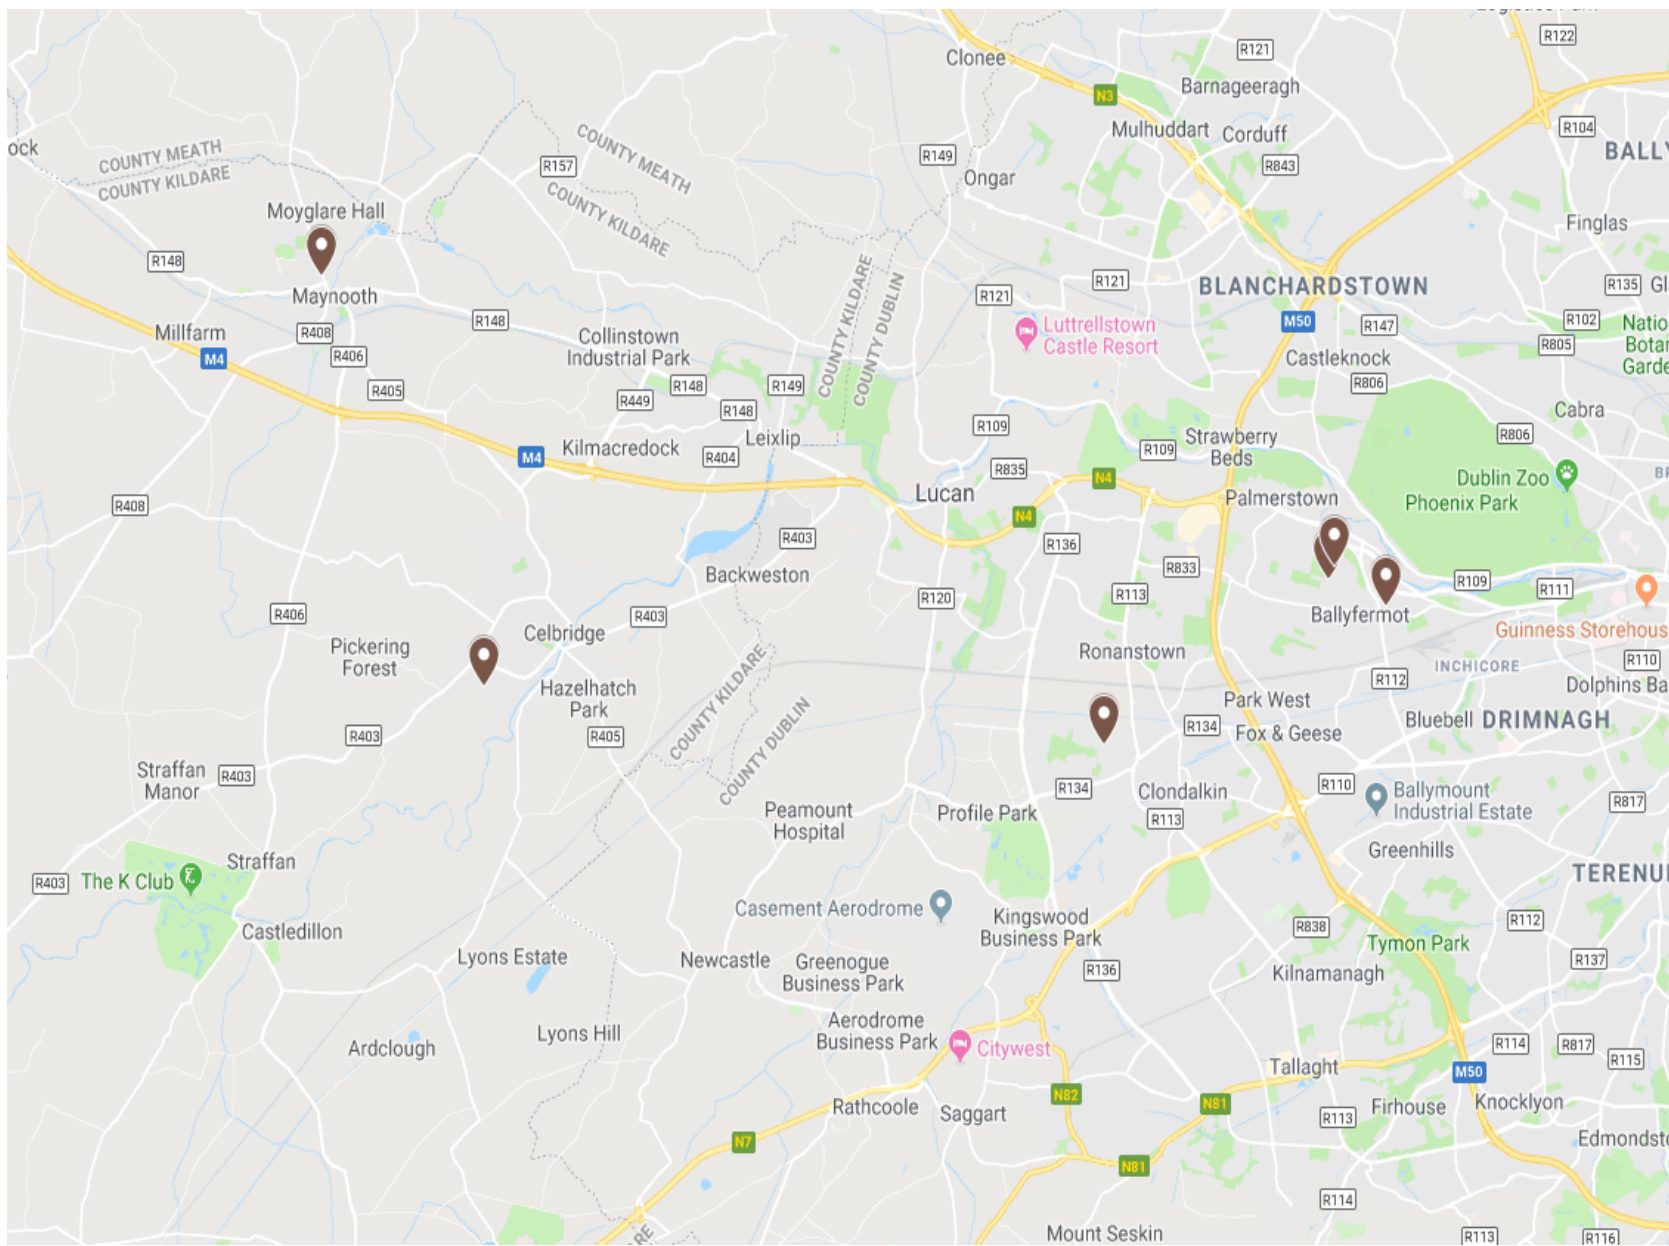 R122
Clonee
R121
N3
Barnageeragh
Mulhuddart
Corduff
R104
ock
COUNTY MEATH
COUNTY KILDARE
R157
COUNTY MEATH
COUNTY KILDARE
R149
R843
BALLY
Ongar
Moyglare Hall
Finglas
R148
Maynooth
COUNTY KILDARE
COUNTY DUBLIN
R121
R121
BLANCHARDSTOWN
R135
Gl
Millfarm
R408
R148
Collinstown
Industrial Park
Luttrellstown
Castle Resort
M50
R147
R102
Natio
Botan
Garde
M4
R406
R805
Castleknock
R405
R148
R149
R806
R449
R148
R109
Cabra
R806
Kilmacredock
M4
Leixlip
R404
R835
N4
R109
Strawberry
Beds
Dublin Zoo
Phoenix Park
BR
R408
Lucan
N4
Palmerstown
R403
R136
R833
Backweston
R120
R113
R109
R111
R406
R403
Ballyfermot
Guinness Storehous
Celbridge
Pickering
Forest
Ronanstown
INCHICORE
R110
COUNTY KILDARE
COUNTY DUBLIN
Hazelhatch
Park
R112
Dolphins Ba
Park West
R403
R405
R134
Fox & Geese
Bluebell
DRIMNAGH
Straffan
Manor
R403
R134
Clondalkin
R110
Ballymount
Industrial Estate
R817
Peamount
Hospital
Profile Park
R113
Greenhills
Straffan
The K Club
R403
TERENU
Casement Aerodrome
Kingswood
Business Park
R112
R838
Castledillon
Tymon Park
Lyons Estate
Newcastle
Greenogue
Business Park
R136
Kilnamanagh
R137
Lyons Hill
Aerodrome
Business Park
Ardclough
Citywest
R114
R817
R115
Tallaght
M50
N82
N81
Rathcoole
Saggart
R113
Firhouse
Knocklyon
N7
Edmondsto
N81
R114
Mount Seskin
R113
R116